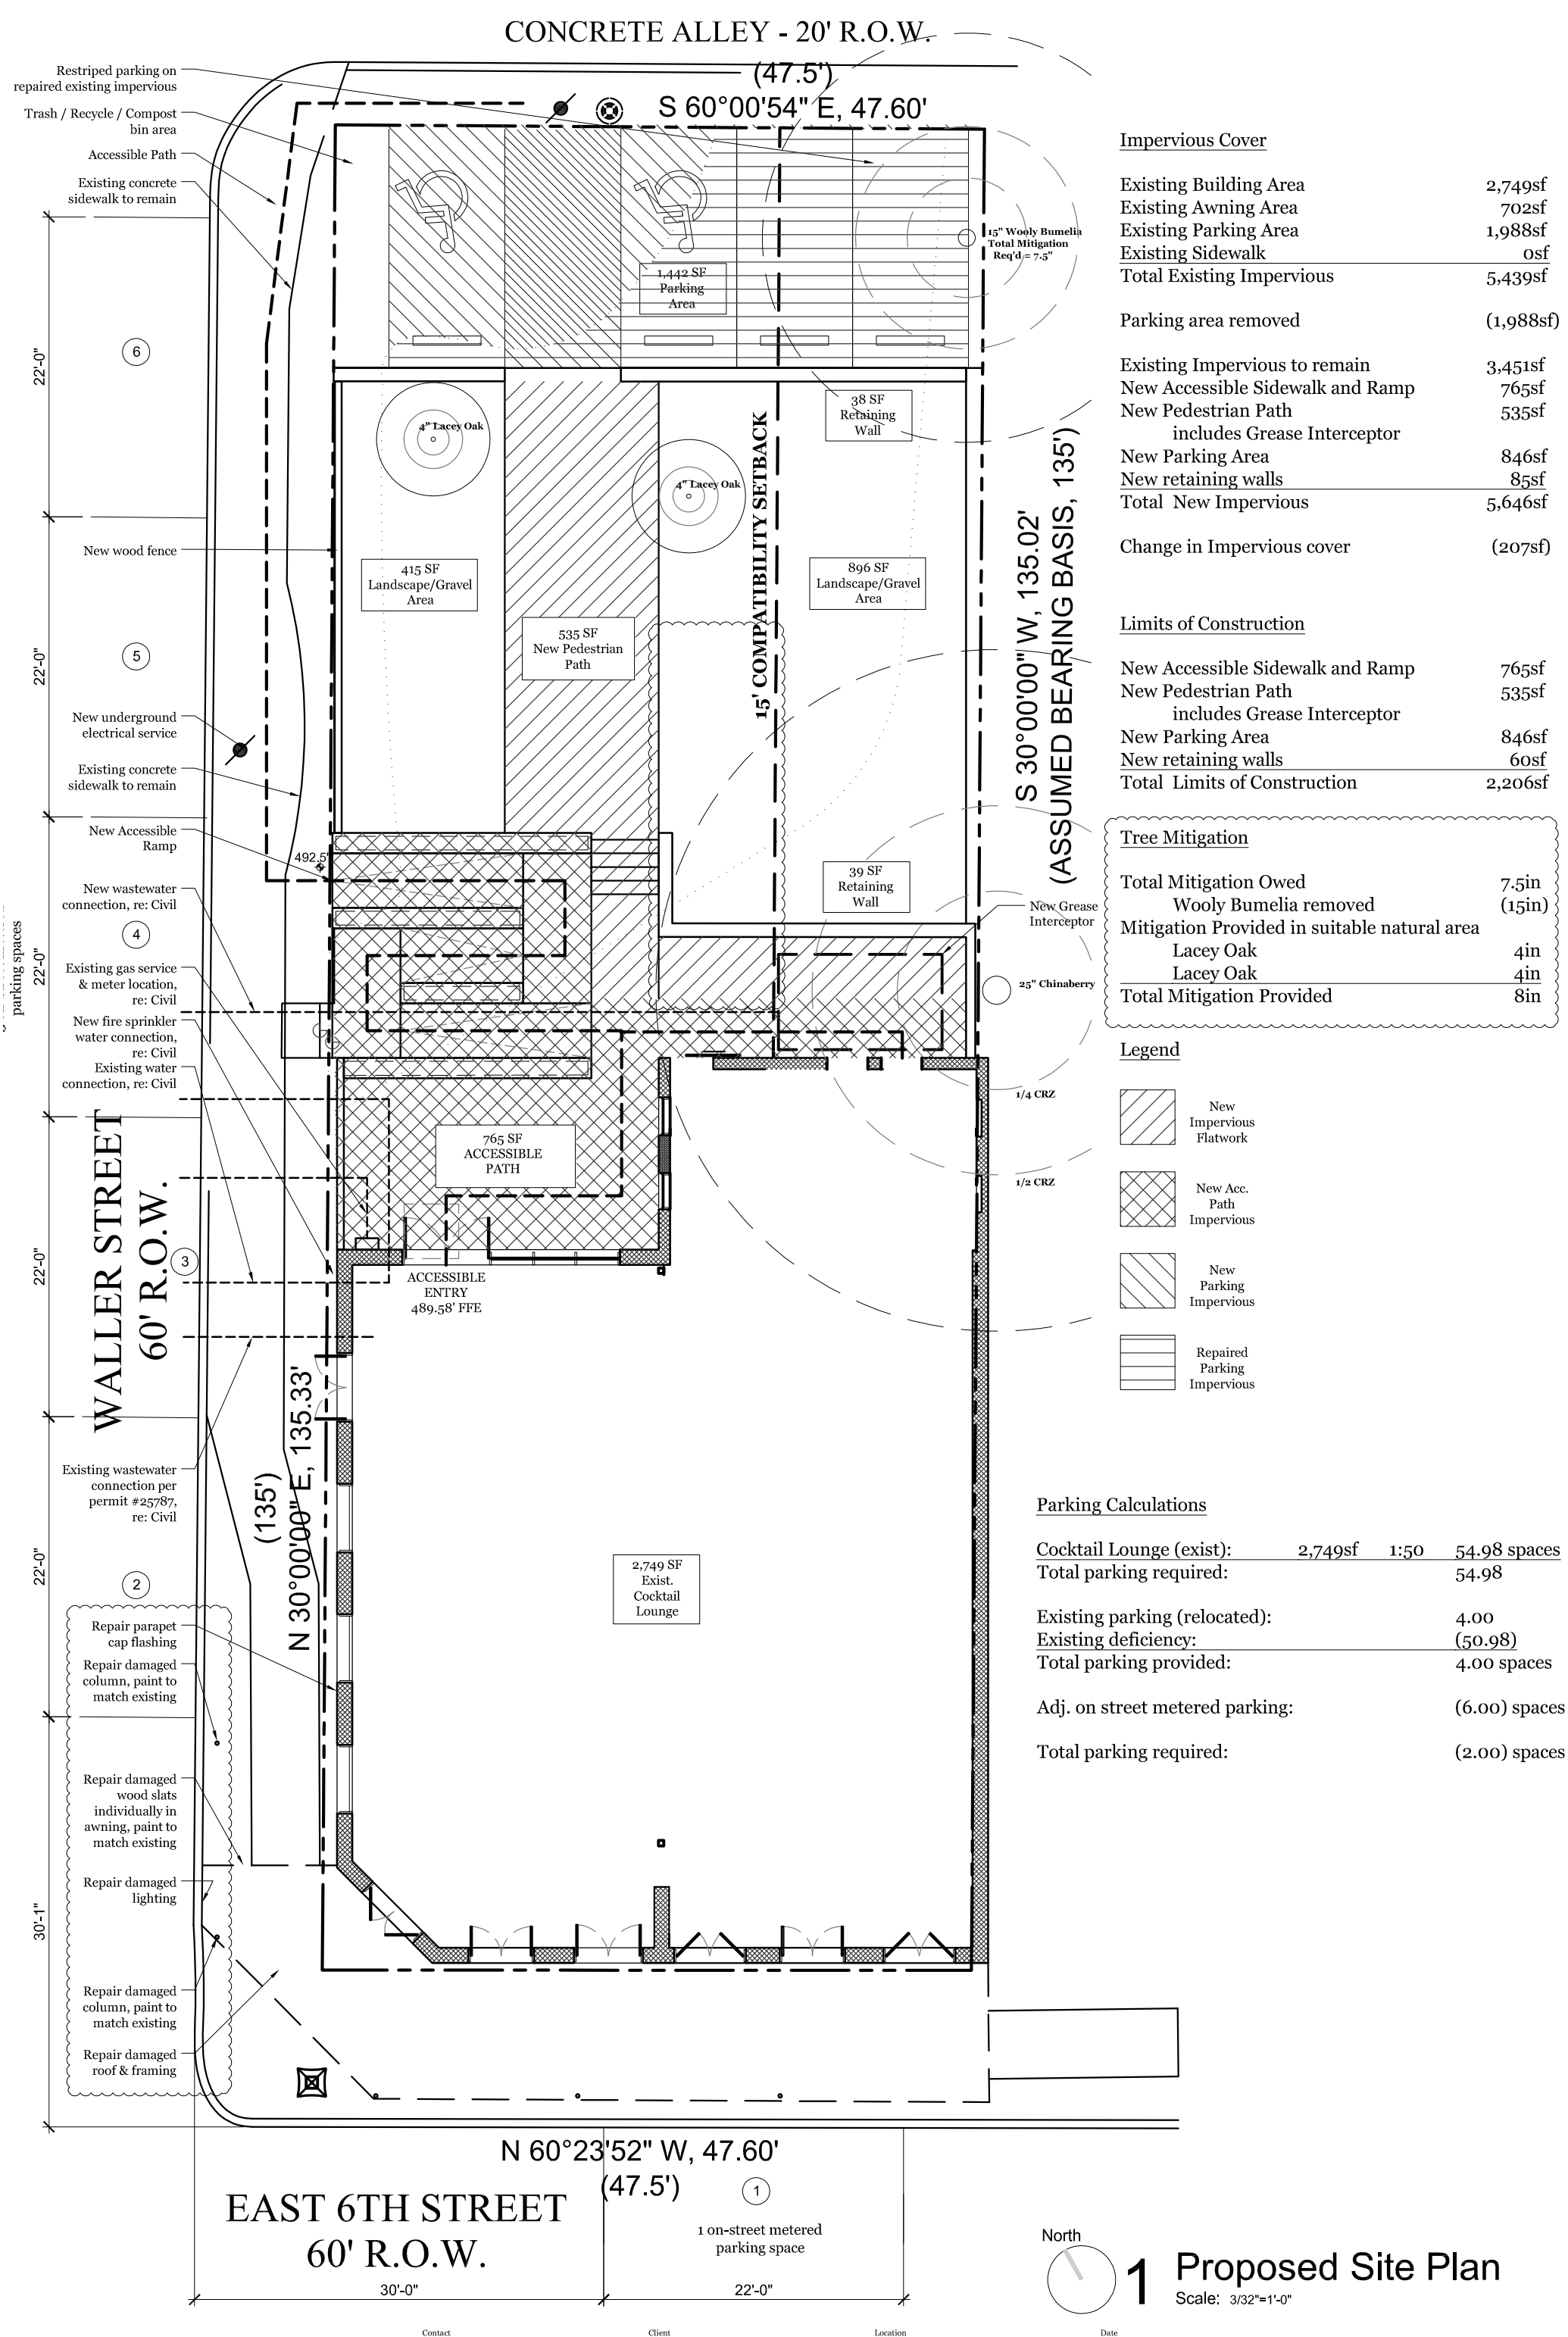 CONCRETE ALLEY - 20' R.O.W.
(47.5')
S 60°00'54" E, 47.60'
Restriped parking on
repaired existing impervious
Trash / Recycle / Compost
bin area
Accessible Path
Existing concrete
sidewalk to remain
15" Wooly Bumelia
Total Mitigation
Req'd = 7.5"
1,442 SF
Parking
Area
22'-0"
6
38 SF
Retaining
Wall
4" Lacey Oak
4" Lacey Oak
15' COMPATIBILITY SETBACK
S 30°00'00" W, 135.02'
(ASSUMED BEARING BASIS, 135')
New wood fence
415 SF
Landscape/Gravel
Area
896 SF
Landscape/Gravel
Area
535 SF
New Pedestrian
Path
22'-0"
5
New underground
electrical service
Existing concrete
sidewalk to remain
New Accessible
Ramp
492.5'
39 SF
Retaining
Wall
New Grease
Interceptor
New wastewater
connection, re: Civil
22'-0"
4
parking spaces
Existing gas service
& meter location,
re: Civil
New fire sprinkler
water connection,
re: Civil
Existing water
connection, re: Civil
25" Chinaberry
1/4 CRZ
1/2 CRZ
765 SF
ACCESSIBLE
PATH
WALLER STREET
60' R.O.W.
22'-0"
3
ACCESSIBLE
ENTRY
489.58' FFE
(135')
N 30°00'00" E, 135.33'
Existing wastewater
connection per
permit #25787,
re: Civil
22'-0"
2
2,749 SF
Exist.
Cocktail
Lounge
Repair parapet
cap flashing
Repair damaged
column, paint to
match existing
Repair damaged
wood slats
individually in
awning, paint to
match existing
Repair damaged
lighting
30'-1"
Repair damaged
column, paint to
match existing
Repair damaged
roof & framing
N 60°23'52" W, 47.60'
(47.5')
EAST 6TH STREET
60' R.O.W.
1
1 on-street metered
parking space
30'-0"
22'-0"
Impervious Cover
Existing Building Area 2,749sf
Existing Awning Area 702sf
Existing Parking Area 1,988sf
Existing Sidewalk 0sf
Total Existing Impervious 5,439sf
Parking area removed (1,988sf)
Existing Impervious to remain 3,451sf
New Accessible Sidewalk and Ramp 765sf
New Pedestrian Path 535sf
includes Grease Interceptor
New Parking Area 846sf
New retaining walls 85sf
Total New Impervious 5,646sf
Change in Impervious cover (207sf)
Limits of Construction
New Accessible Sidewalk and Ramp 765sf
New Pedestrian Path 535sf
includes Grease Interceptor
New Parking Area 846sf
New retaining walls 60sf
Total Limits of Construction 2,206sf
Tree Mitigation
Total Mitigation Owed 7.5in
Wooly Bumelia removed (15in)
Mitigation Provided in suitable natural area
Lacey Oak 4in
Lacey Oak 4in
Total Mitigation Provided 8in
Legend
New
Impervious
Flatwork
New Acc.
Path
Impervious
New
Parking
Impervious
Repaired
Parking
Impervious
Parking Calculations
Cocktail Lounge (exist): 2,749sf 1:50 54.98 spaces
Total parking required: 54.98
Existing parking (relocated): 4.00
Existing deficiency: (50.98)
Total parking provided: 4.00 spaces
Adj. on street metered parking: (6.00) spaces
Total parking required: (2.00) spaces
North
1 Proposed Site Plan
Scale: 3/32"=1'-0"
Contact Client Location Date